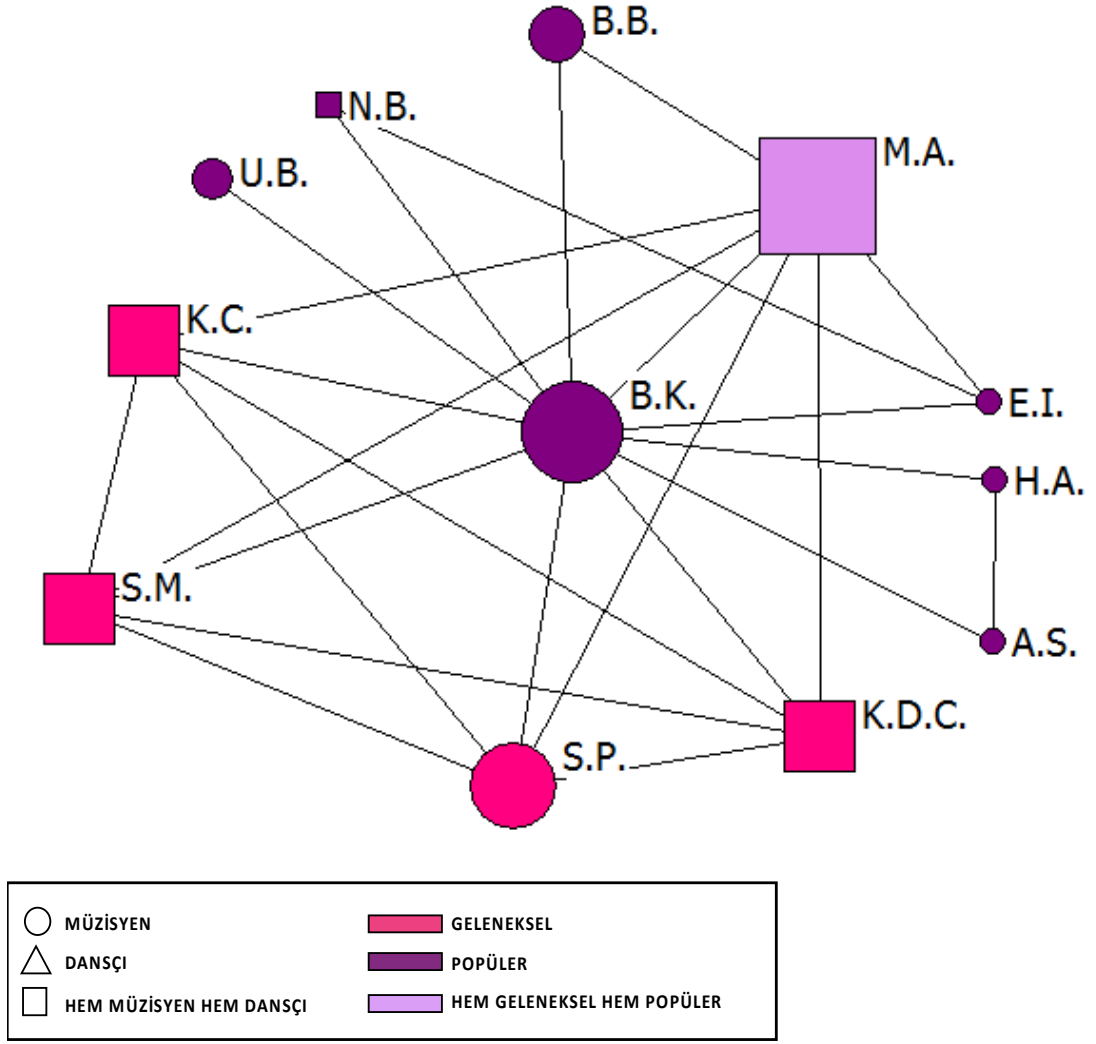 B.B.
N.B.
M.A.
U.B.
K.C.
B.K.
E.I.
H.A.
S.M.
A.S.
K.D.C.
S.P.
MÜZİSYEN
DANSÇI
HEM MÜZİSYEN HEM DANSÇI
GELENEKSEL
POPÜLER
HEM GELENEKSEL HEM POPÜLER